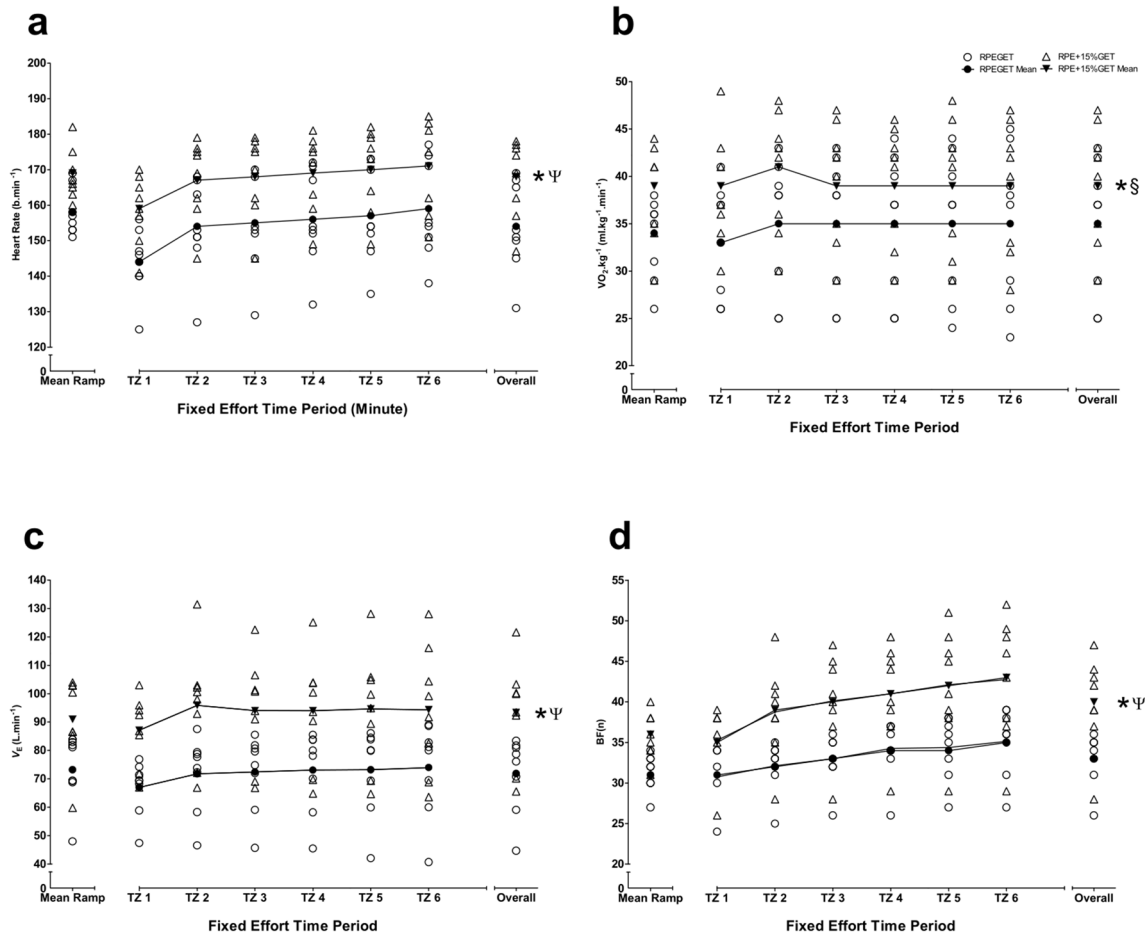 a
Heart Rate (b.min⁻¹)
200
190
180
170
160
150
140
130
120
0
*Ψ
Mean Ramp TZ 1 TZ 2 TZ 3 TZ 4 TZ 5 TZ 6 Overall
Fixed Effort Time Period (Minute)
b
RPEGET RPE+15%GET
RPEGET Mean RPE+15%GET Mean
VO₂.kg⁻¹ (ml.kg⁻¹.min⁻¹)
50
45
40
35
30
25
20
0
*§
Mean Ramp TZ 1 TZ 2 TZ 3 TZ 4 TZ 5 TZ 6 Overall
Fixed Effort Time Period
c
V̇E (L.min⁻¹)
140
130
120
110
100
90
80
70
60
50
40
0
*Ψ
Mean Ramp TZ 1 TZ 2 TZ 3 TZ 4 TZ 5 TZ 6 Overall
Fixed Effort Time Period
d
BF(n)
55
50
45
40
35
30
25
20
0
*Ψ
Mean Ramp TZ 1 TZ 2 TZ 3 TZ 4 TZ 5 TZ 6 Overall
Fixed Effort Time Period